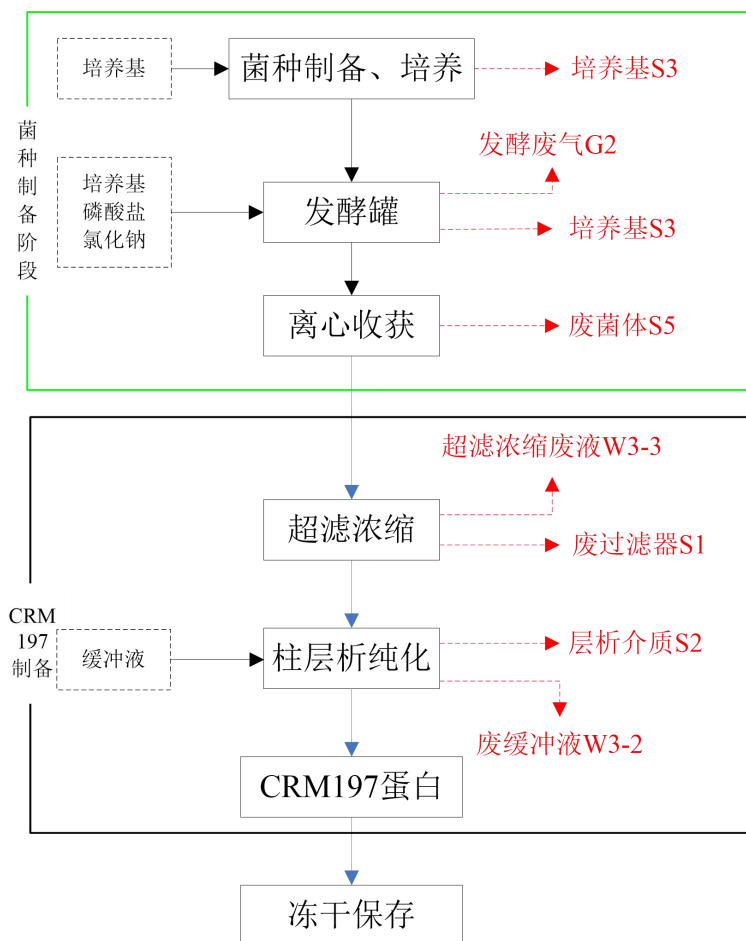 培养基
菌种制备、培养
培养基S3
发酵废气G2
菌种制备阶段
培养基
磷酸盐
氯化钠
发酵罐
培养基S3
离心收获
废菌体S5
超滤浓缩废液W3-3
超滤浓缩
废过滤器S1
CRM
197
制备
缓冲液
柱层析纯化
层析介质S2
废缓冲液W3-2
CRM197蛋白
冻干保存